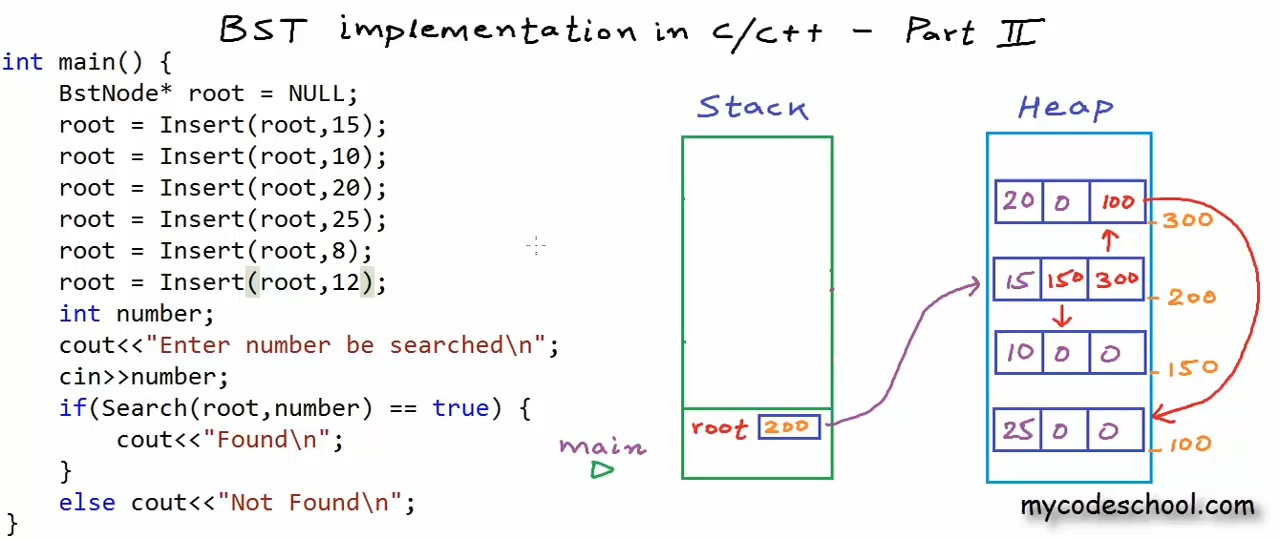 BST implementation in C/C++ - Part II
int main() {
BstNode* root = NULL;
root = Insert(root,15);
root = Insert(root,10);
root = Insert(root,20);
root = Insert(root,25);
root = Insert(root,8);
root = Insert(root,12);
int number;
cout<<"Enter number be searched\n";
cin>>number;
if(Search(root,number) == true) {
cout<<"Found\n";
}
else cout<<"Not Found\n";
}
Stack
root 200
main
Heap
20 0 100
300
15 150 300
200
10 0 0
150
25 0 0
100
mycodeschool.com